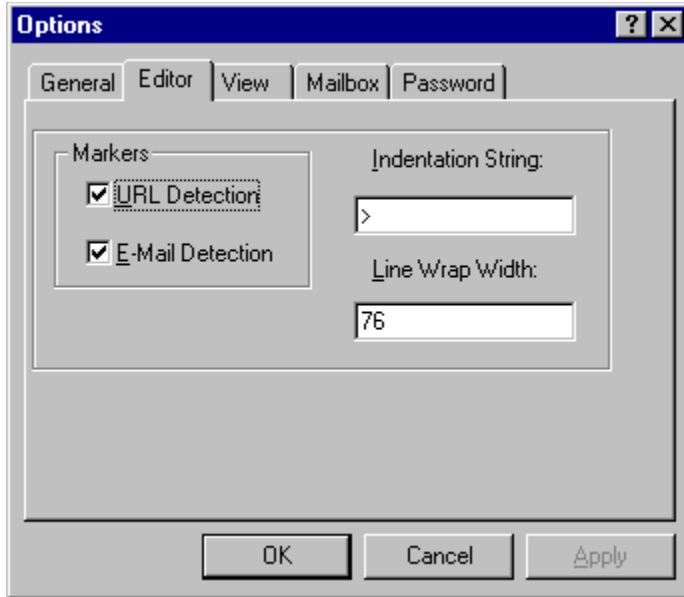 Options
General Editor View Mailbox Password
Markers
URL Detection
E-Mail Detection
Indentation String:
>
Line Wrap Width:
76
OK Cancel Apply